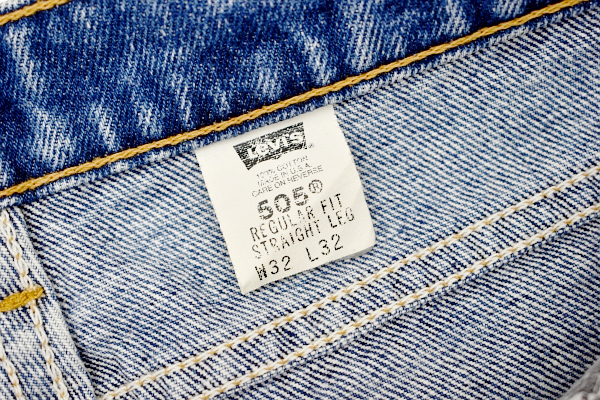 Levi's®
100% COTTON
MADE IN U.S.A.
CARE ON REVERSE
505®
REGULAR FIT
STRAIGHT LEG
W32 L32